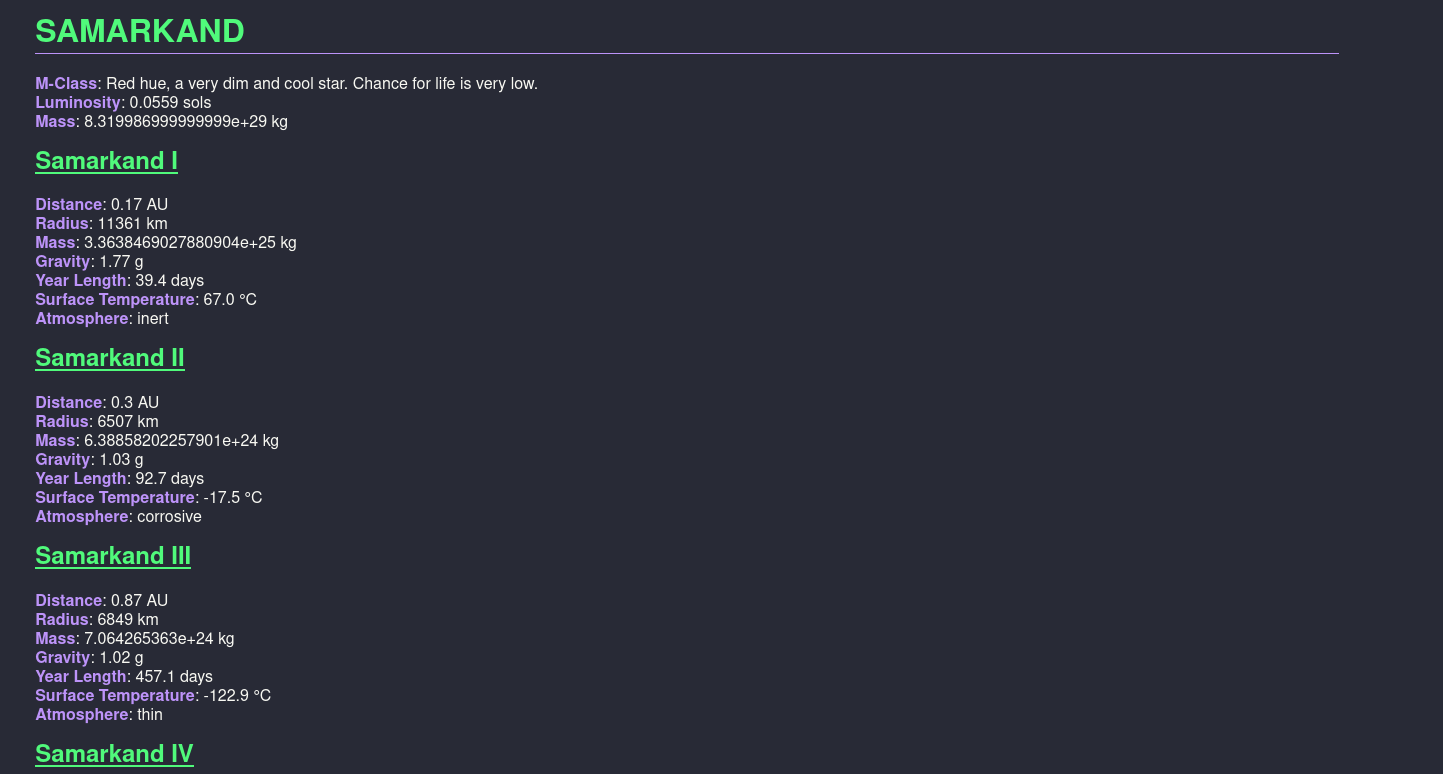 SAMARKAND
M-Class: Red hue, a very dim and cool star. Chance for life is very low.
Luminosity: 0.0559 sols
Mass: 8.319986999999999e+29 kg
Samarkand I
Distance: 0.17 AU
Radius: 11361 km
Mass: 3.3638469027880904e+25 kg
Gravity: 1.77 g
Year Length: 39.4 days
Surface Temperature: 67.0 °C
Atmosphere: inert
Samarkand II
Distance: 0.3 AU
Radius: 6507 km
Mass: 6.38858202257901e+24 kg
Gravity: 1.03 g
Year Length: 92.7 days
Surface Temperature: -17.5 °C
Atmosphere: corrosive
Samarkand III
Distance: 0.87 AU
Radius: 6849 km
Mass: 7.064265363e+24 kg
Gravity: 1.02 g
Year Length: 457.1 days
Surface Temperature: -122.9 °C
Atmosphere: thin
Samarkand IV